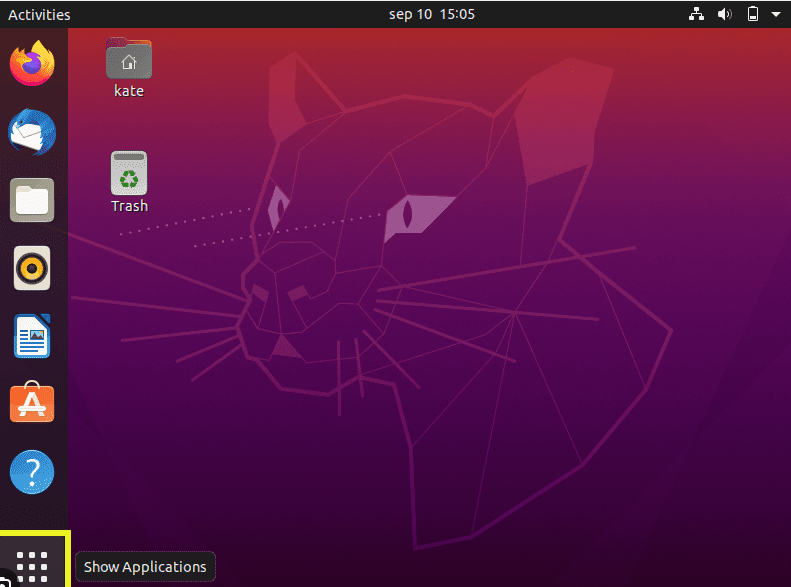 Activities
sep 10 15:05
kate
Trash
?
Show Applications